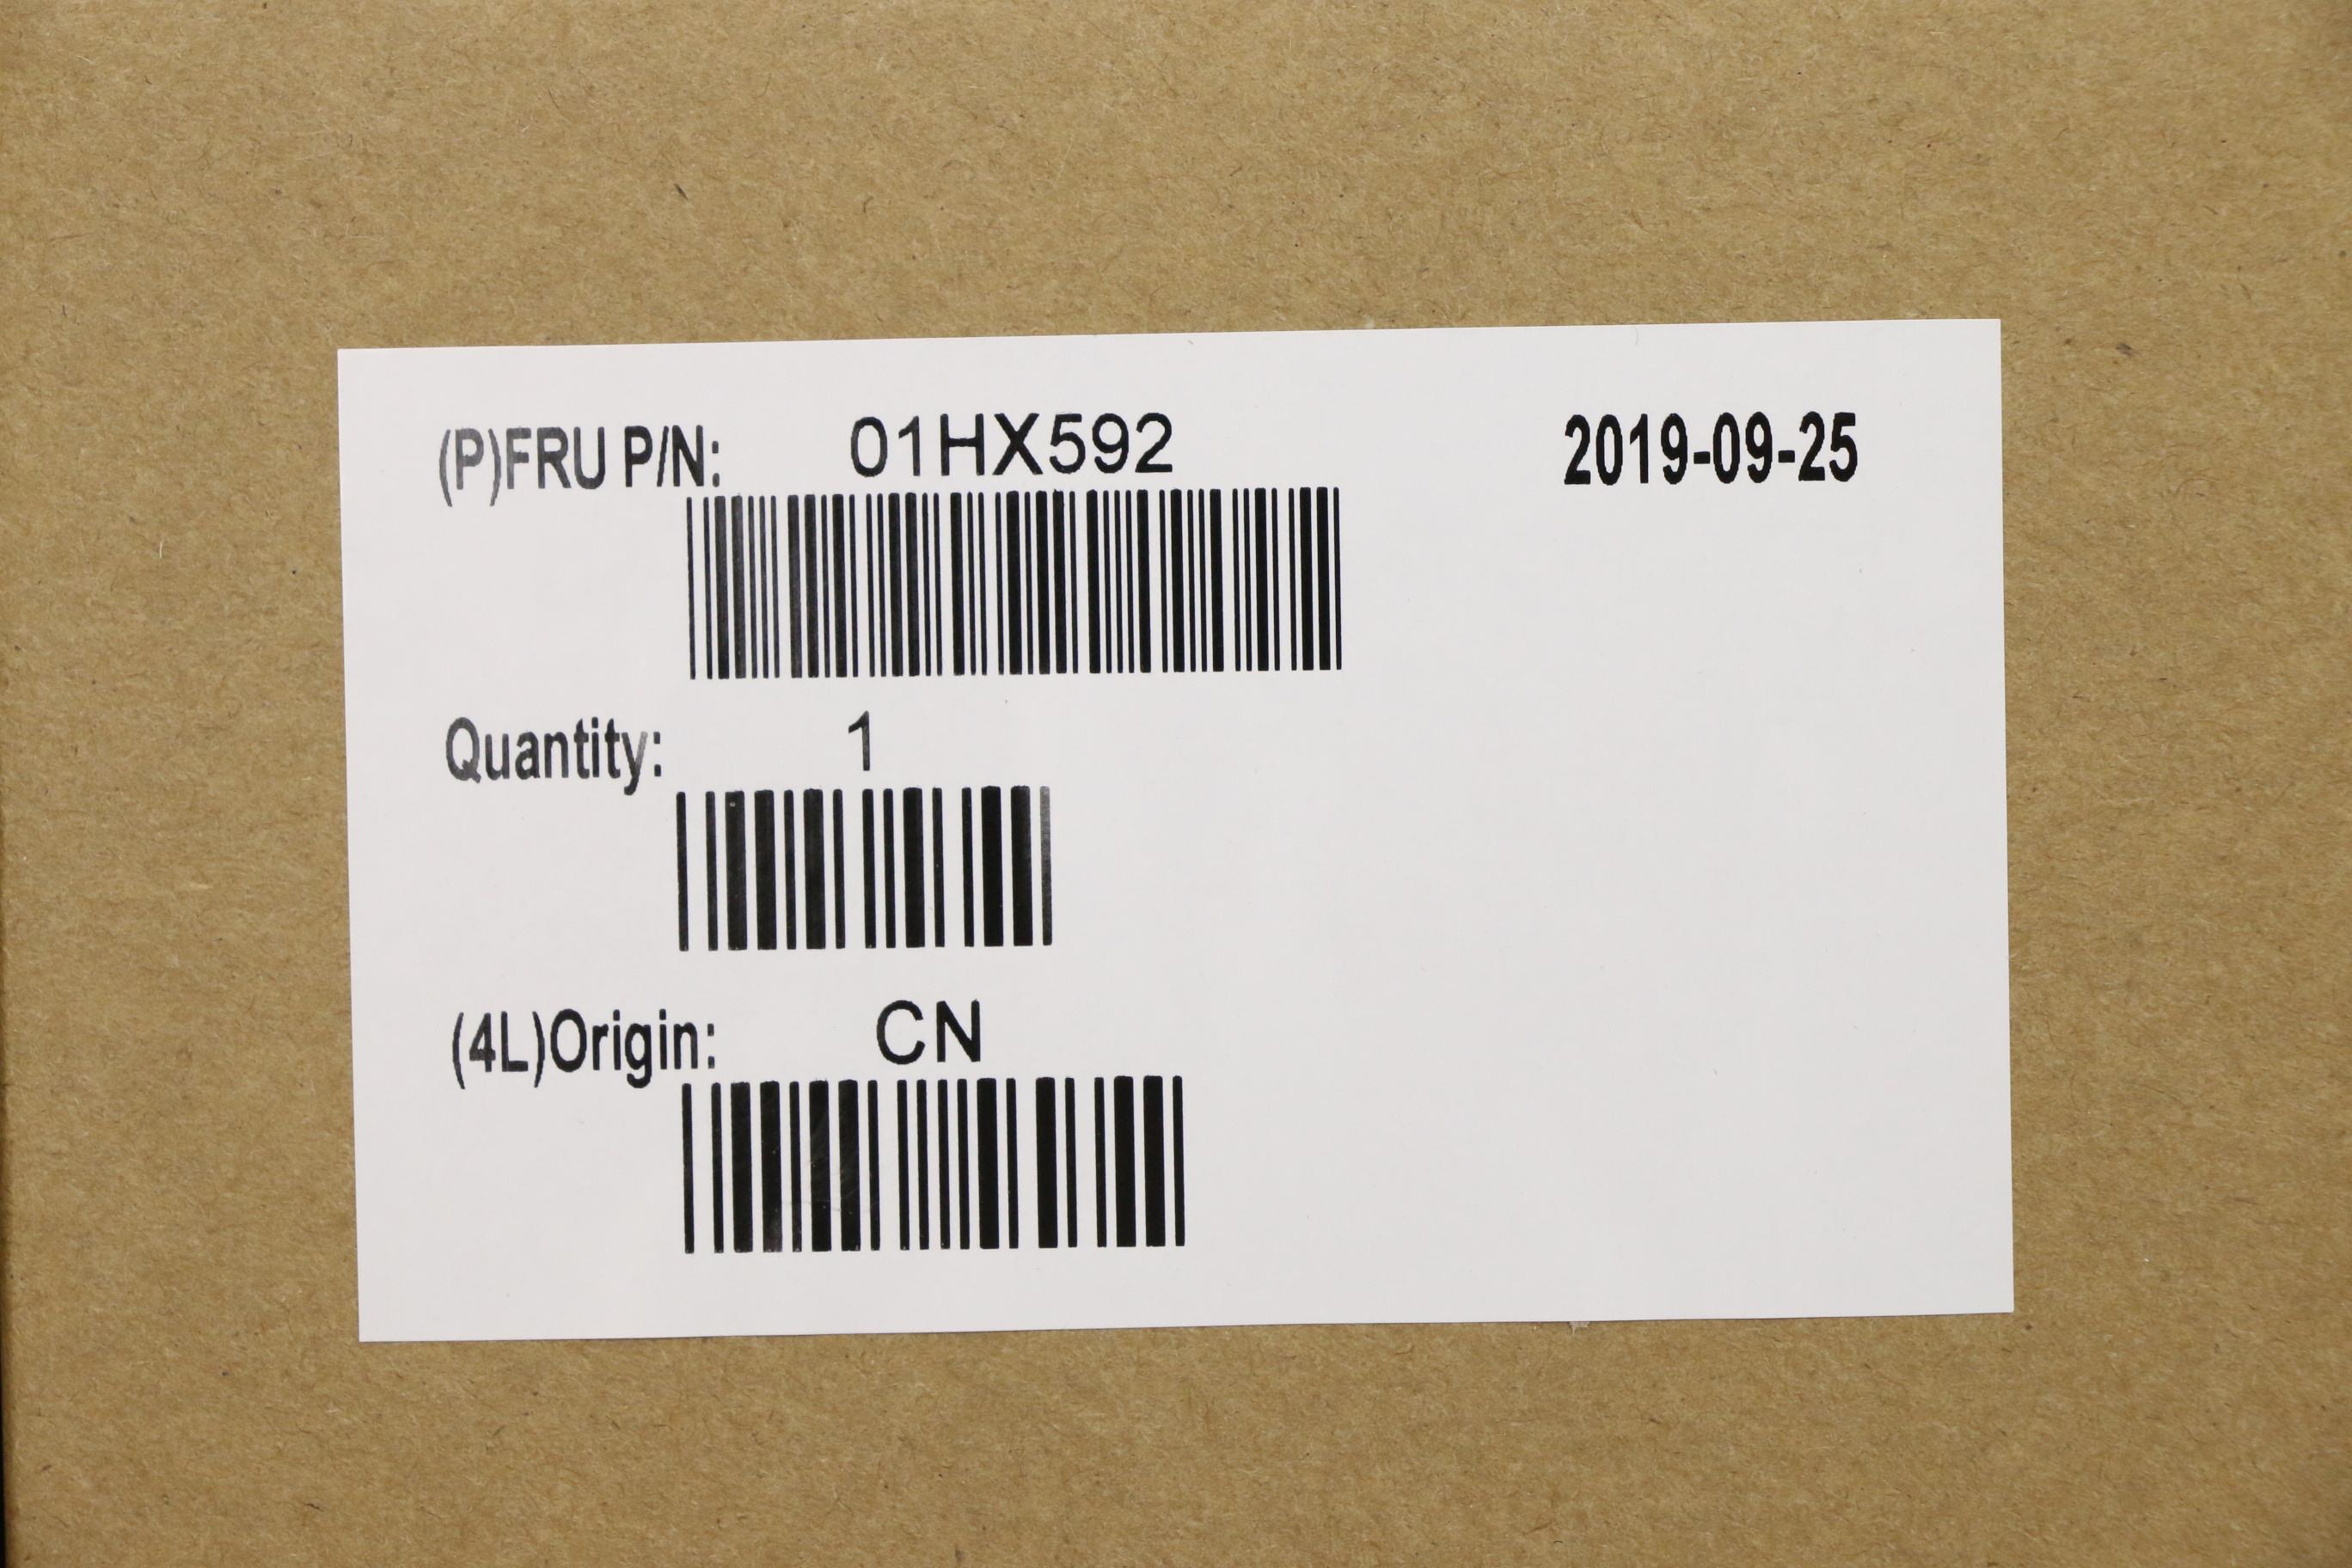 (P)FRU P/N: 01HX592 2019-09-25
Quantity: 1
(4L)Origin: CN